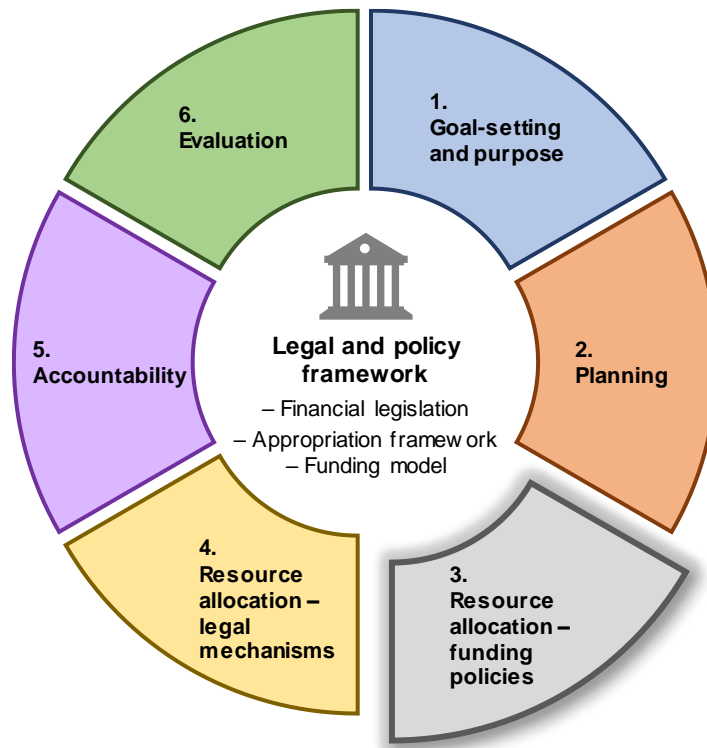 1.
Goal-setting
and purpose
2.
Planning
3.
Resource
allocation –
funding
policies
4.
Resource
allocation –
legal
mechanisms
5.
Accountability
6.
Evaluation
Legal and policy
framework
– Financial legislation
– Appropriation framework
– Funding model